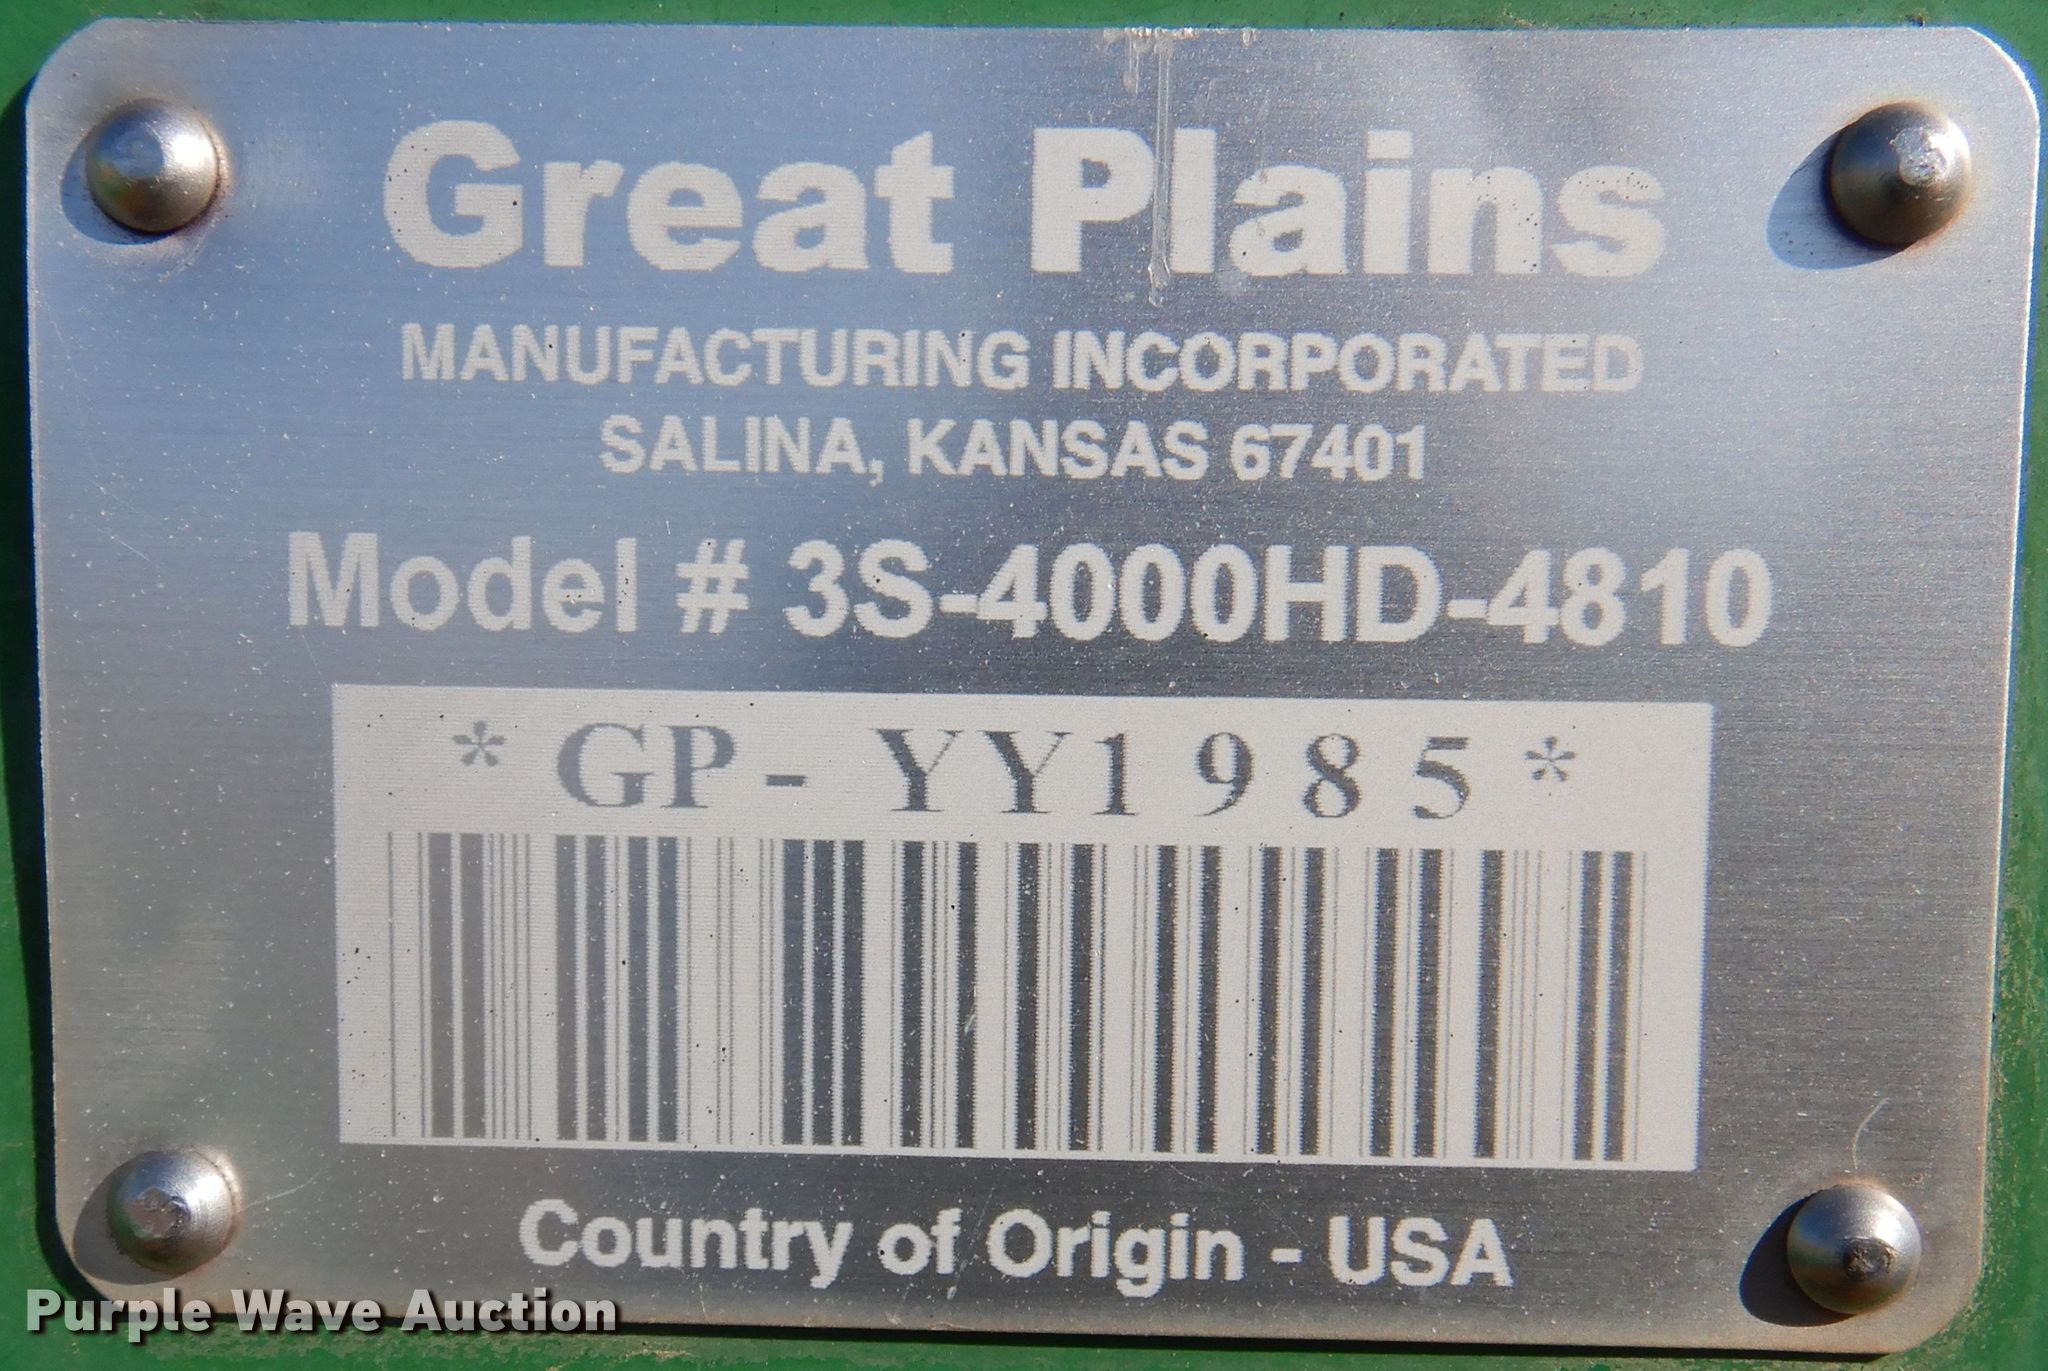 Great Plains
MANUFACTURING INCORPORATED
SALINA, KANSAS 67401
Model # 3S-4000HD-4810
*GP-YY1985*
Country of Origin - USA
Purple Wave Auction